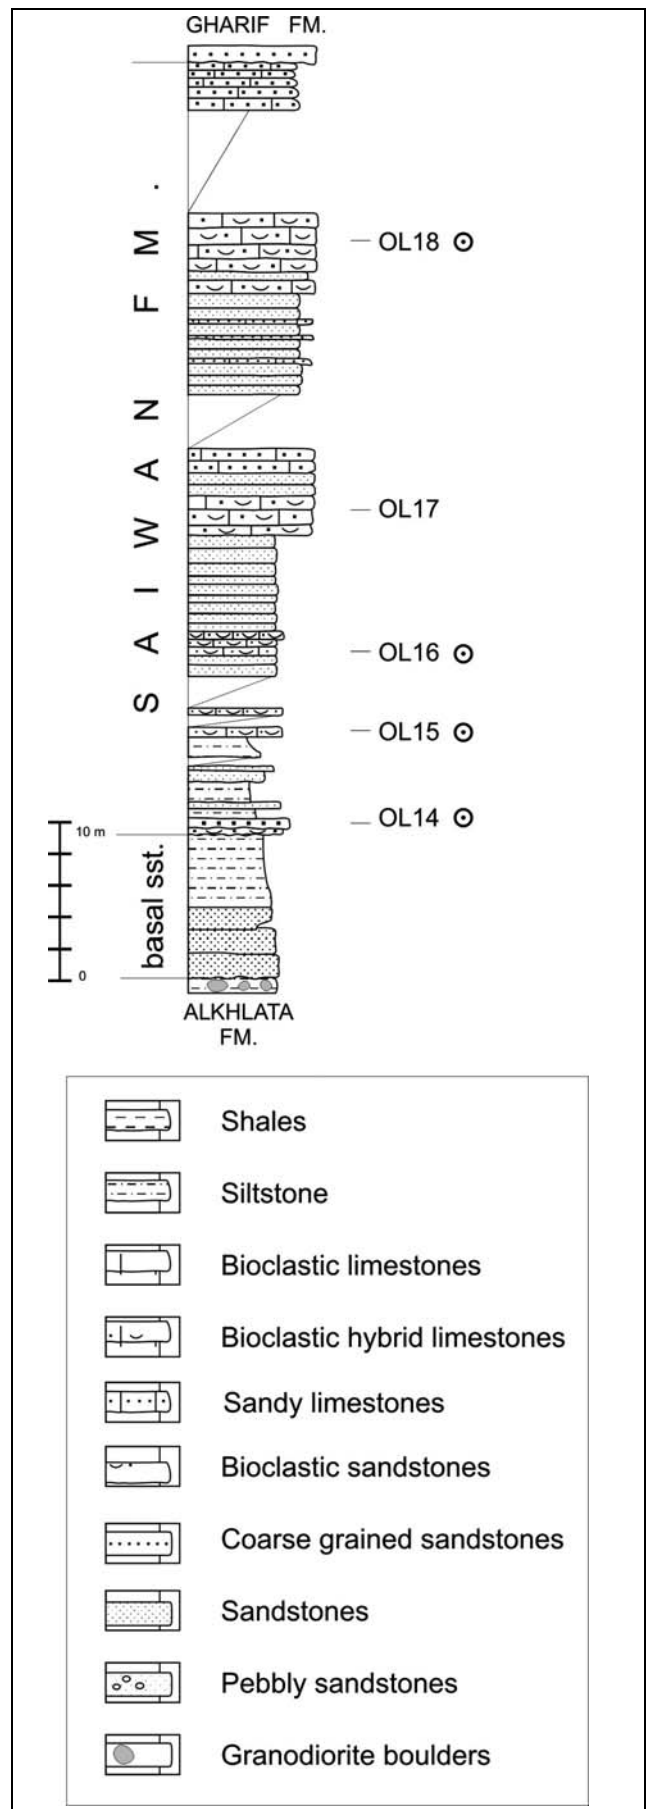 GHARIF FM.
SAIWAN FM.
OL18
OL17
OL16
OL15
OL14
10 m
basal sst.
0
ALKHLATA
FM.
Shales
Siltstone
Bioclastic limestones
Bioclastic hybrid limestones
Sandy limestones
Bioclastic sandstones
Coarse grained sandstones
Sandstones
Pebbly sandstones
Granodiorite boulders